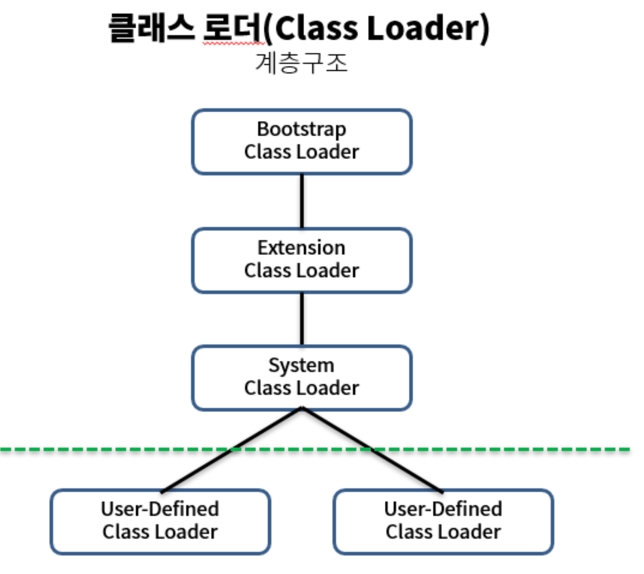 클래스 로더(Class Loader)
계층구조
Bootstrap
Class Loader
Extension
Class Loader
System
Class Loader
User-Defined
Class Loader
User-Defined
Class Loader